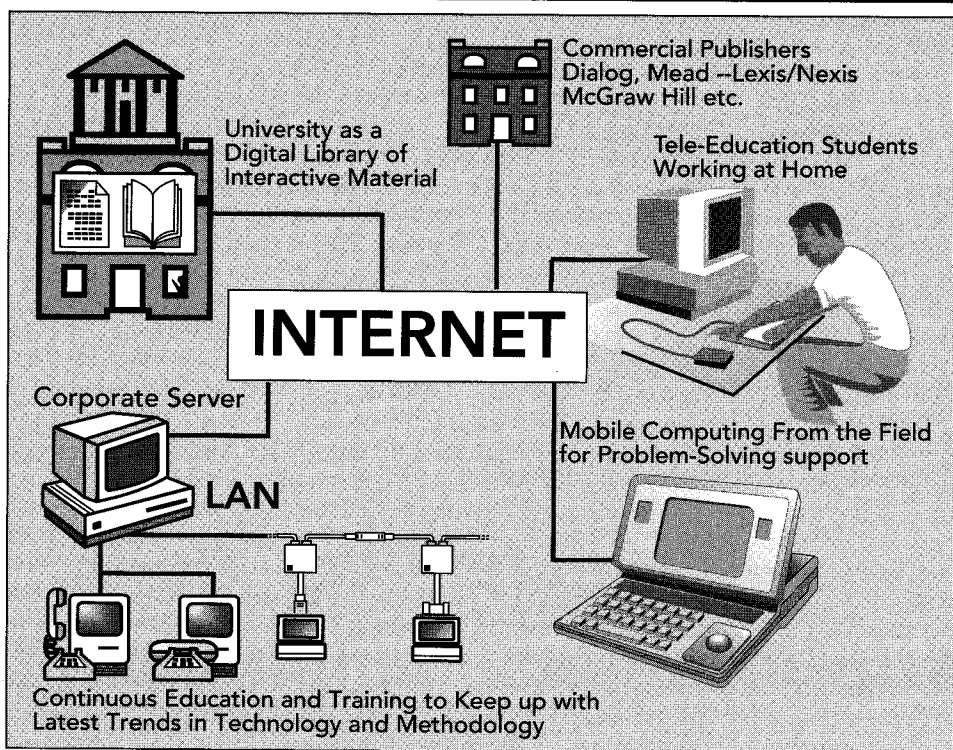 Commercial Publishers
Dialog, Mead --Lexis/Nexis
McGraw Hill etc.
University as a
Digital Library of
Interactive Material
Tele-Education Students
Working at Home
INTERNET
Corporate Server
LAN
Mobile Computing From the Field
for Problem-Solving support
Continuous Education and Training to Keep up with
Latest Trends in Technology and Methodology